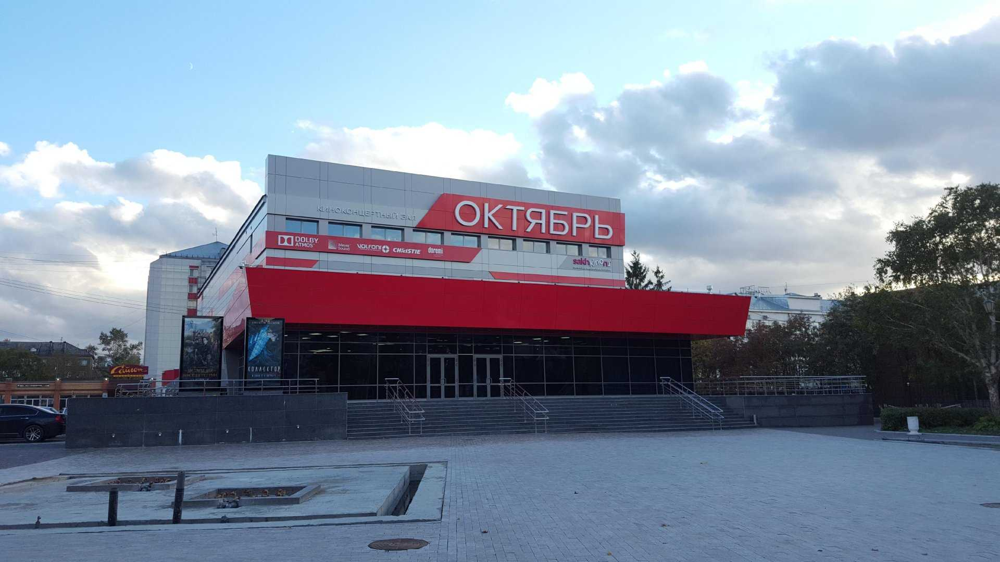 ОКТЯБРЬ
КИНОКОНЦЕРТНЫЙ ЗАЛ
DOLBY
ATMOS
Meyer
Sound
VOLFONI
CHRISTIE
doremi
sakhkino.ru
КОЛЛЕКТОР
Сайгон